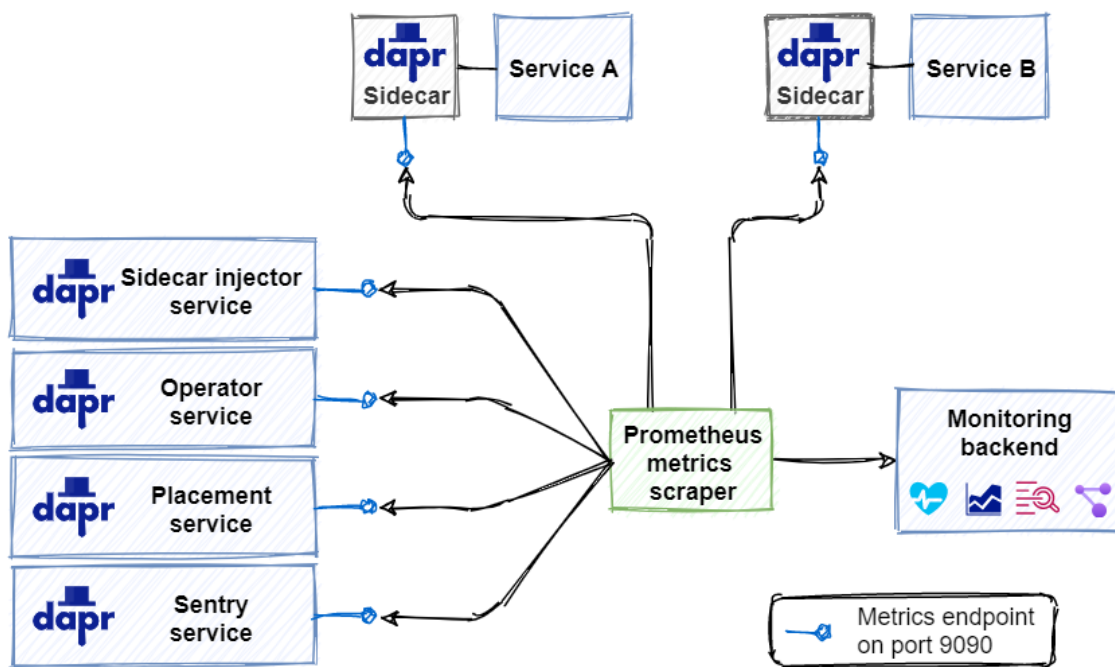 dapr
Sidecar
Service A
dapr
Sidecar
Service B
dapr
Sidecar injector
service
dapr
Operator
service
dapr
Placement
service
dapr
Sentry
service
Prometheus
metrics
scraper
Monitoring
backend
Metrics endpoint
on port 9090